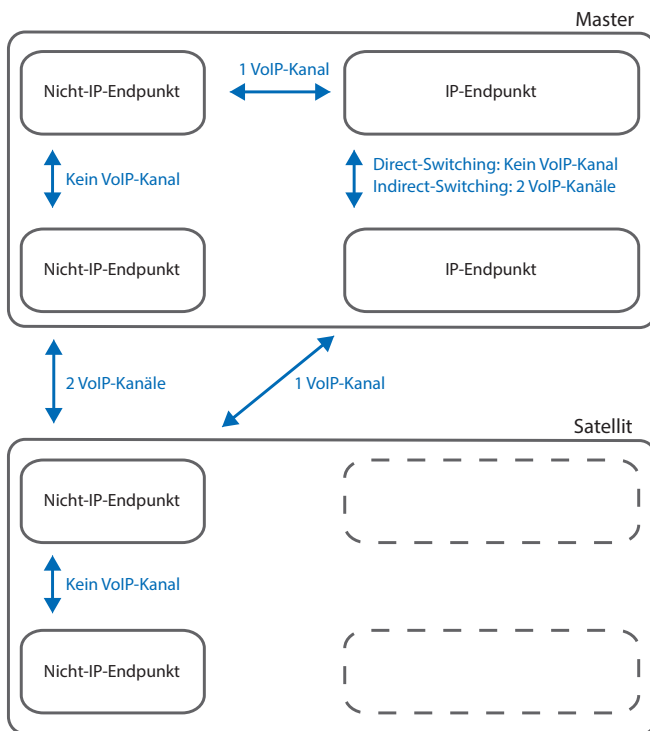 Master
Nicht-IP-Endpunkt
1 VoIP-Kanal
IP-Endpunkt
Kein VoIP-Kanal
Direct-Switching: Kein VoIP-Kanal
Indirect-Switching: 2 VoIP-Kanäle
Nicht-IP-Endpunkt
IP-Endpunkt
2 VoIP-Kanäle
1 VoIP-Kanal
Satellit
Nicht-IP-Endpunkt
Kein VoIP-Kanal
Nicht-IP-Endpunkt